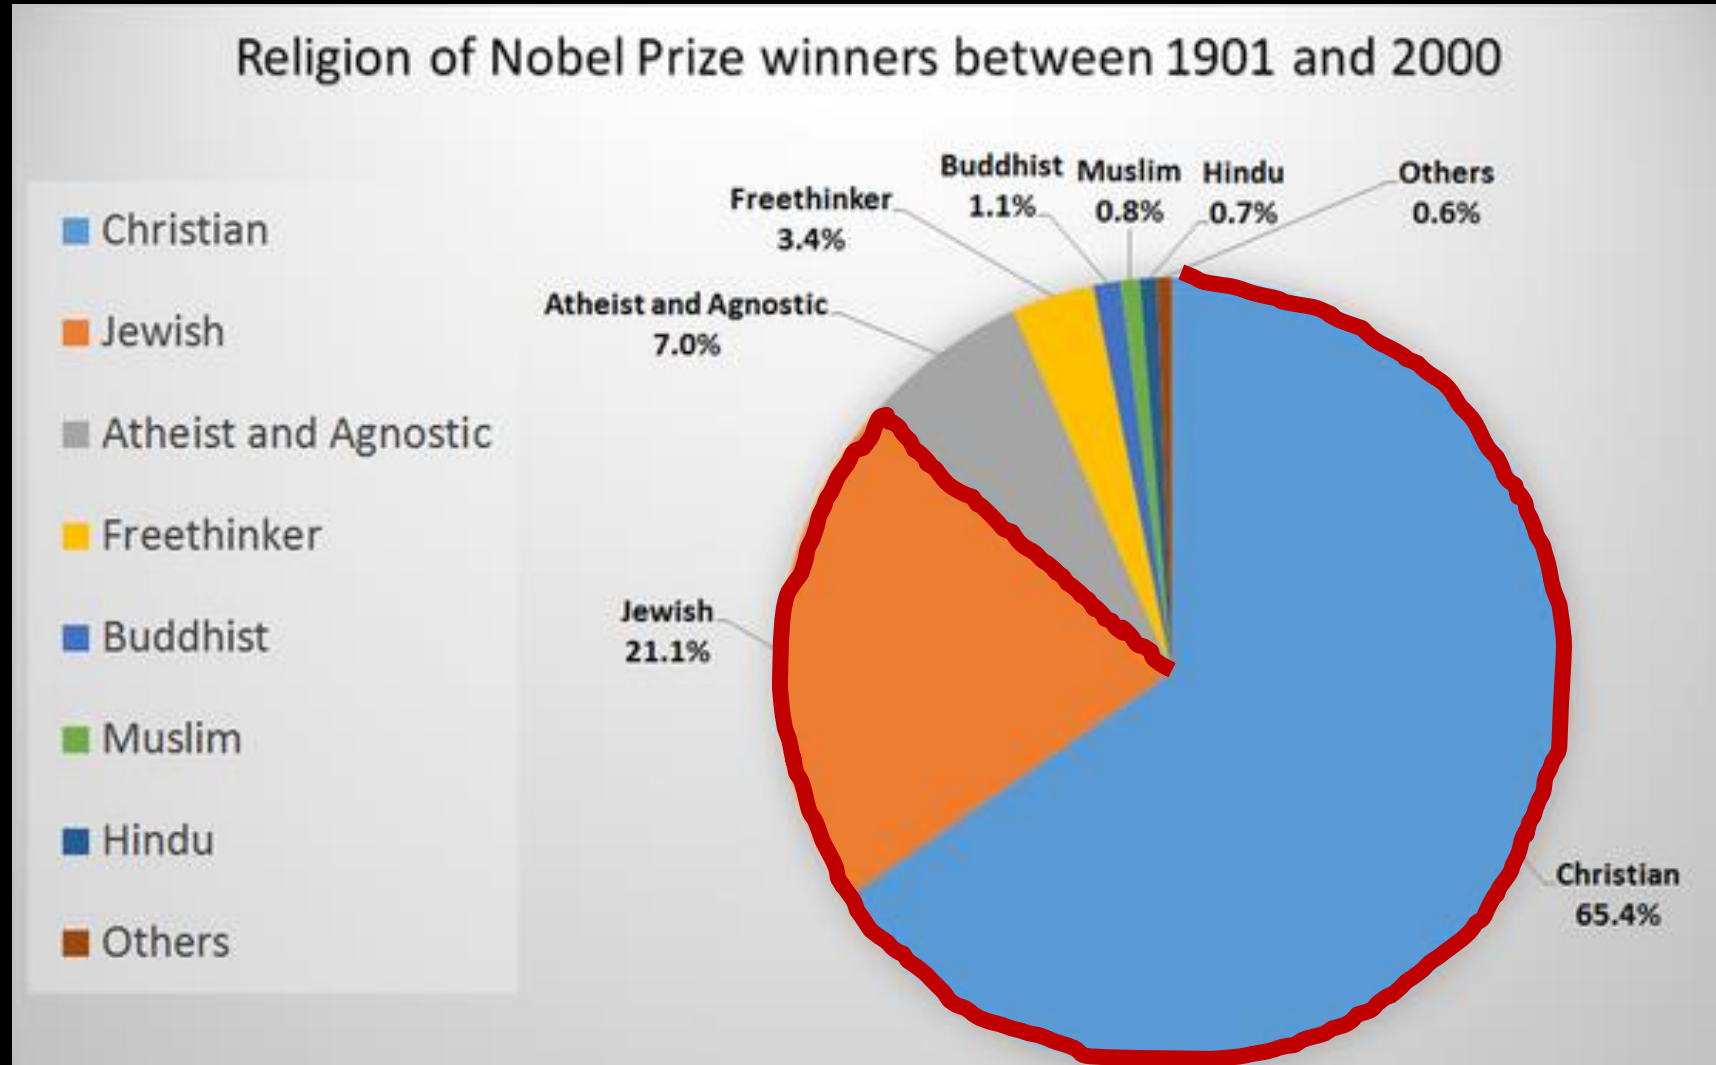 Religion of Nobel Prize winners between 1901 and 2000
Christian
Jewish
Atheist and Agnostic
Freethinker
Buddhist
Muslim
Hindu
Others
Buddhist
1.1%
Muslim
0.8%
Hindu
0.7%
Others
0.6%
Freethinker
3.4%
Atheist and Agnostic
7.0%
Jewish
21.1%
Christian
65.4%